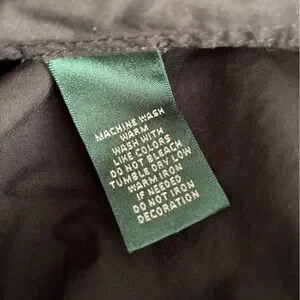 MACHINE WASH
WARM
WASH WITH
LIKE COLORS
DO NOT BLEACH
TUMBLE DRY LOW
WARM IRON
IF NEEDED
DO NOT IRON
DECORATION